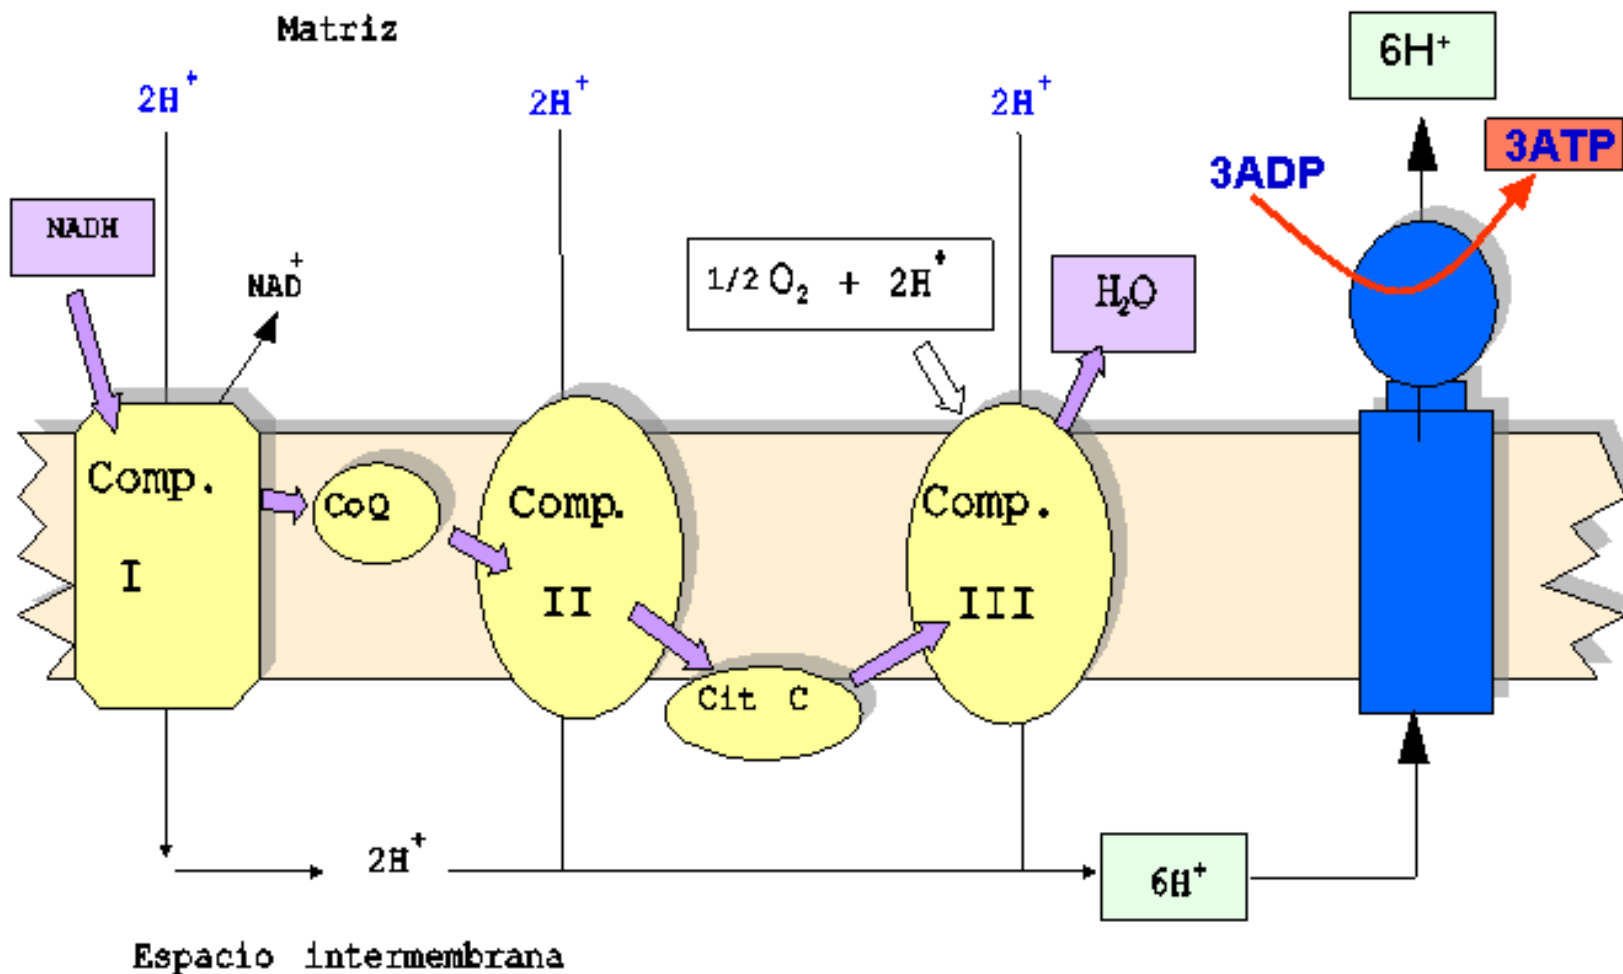 Matriz
6H⁺
2H⁺
2H⁺
2H⁺
3ADP
3ATP
NADH
NAD⁺
1/2 O₂ + 2H⁺
H₂O
Comp.
I
CoQ
Comp.
II
Comp.
III
Cit C
2H⁺
6H⁺
Espacio intermembrana